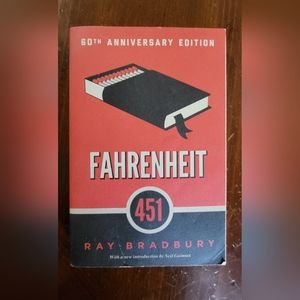 60TH ANNIVERSARY EDITION
FAHRENHEIT
451
RAY BRADBURY
With a new introduction by Neil Gaiman